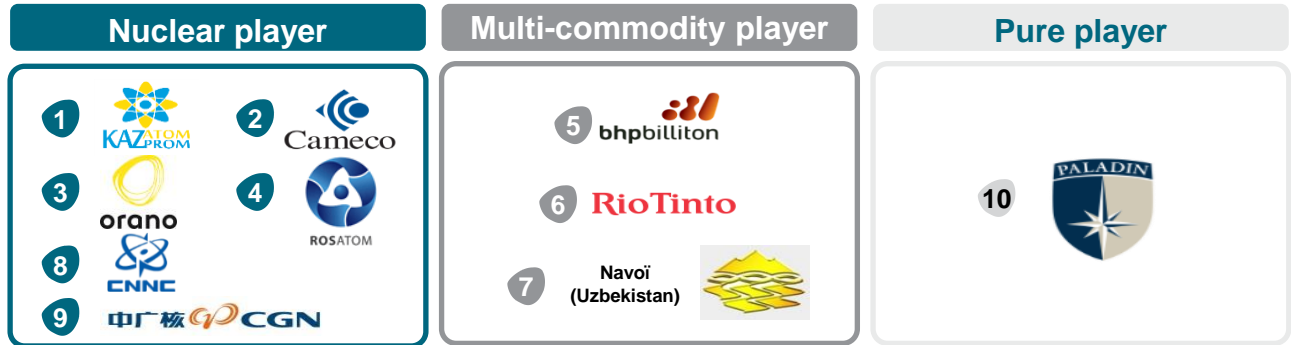 Nuclear player
1
KAZATOMPROM
2
Cameco
3
orano
4
ROSATOM
8
CNNC
9
中广核 CGN
Multi-commodity player
5
bhpbilliton
6
RioTinto
7
Navoï
(Uzbekistan)
Pure player
10
PALADIN